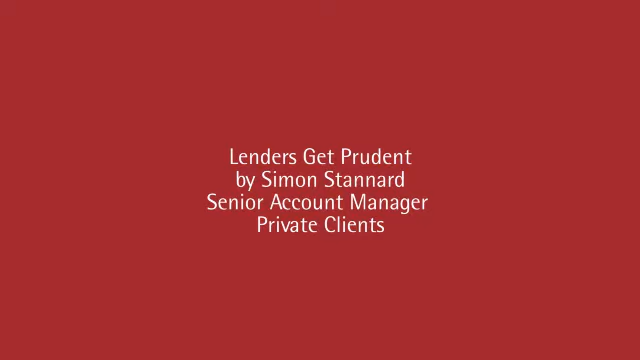 Lenders Get Prudent
by Simon Stannard
Senior Account Manager
Private Clients